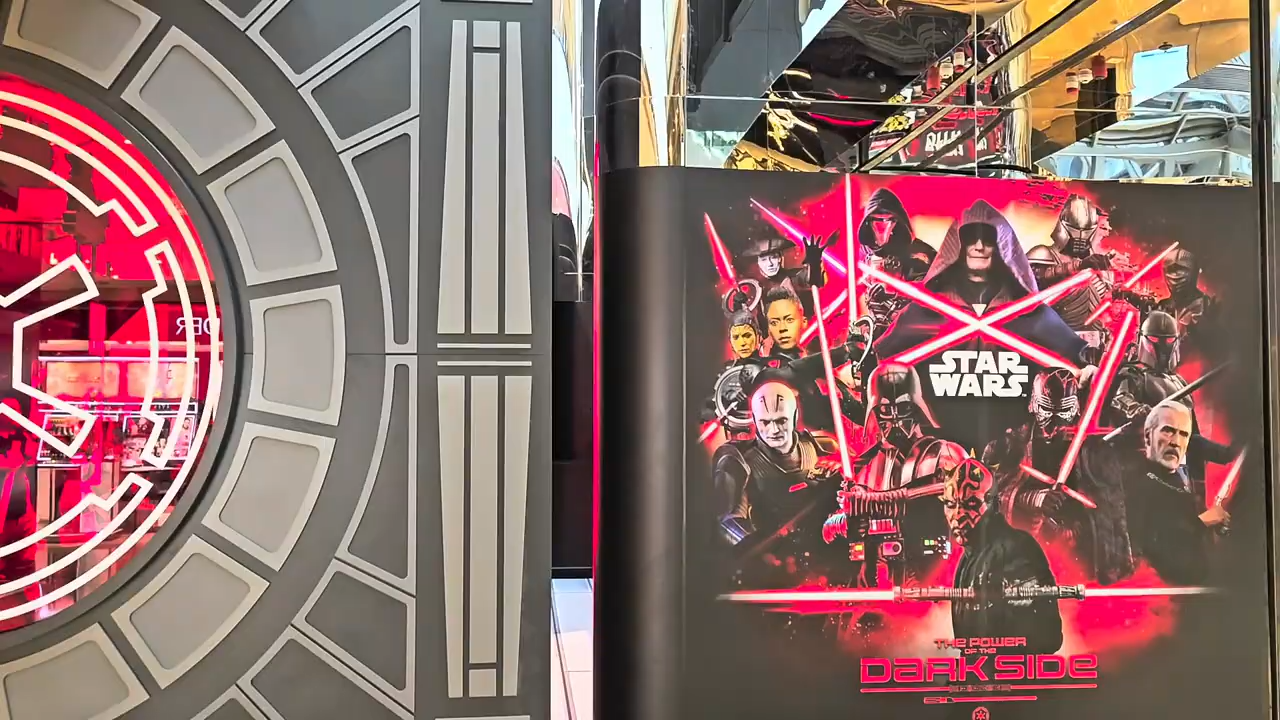 STAR
WARS
THE POWER
OF THE
DARK SIDE